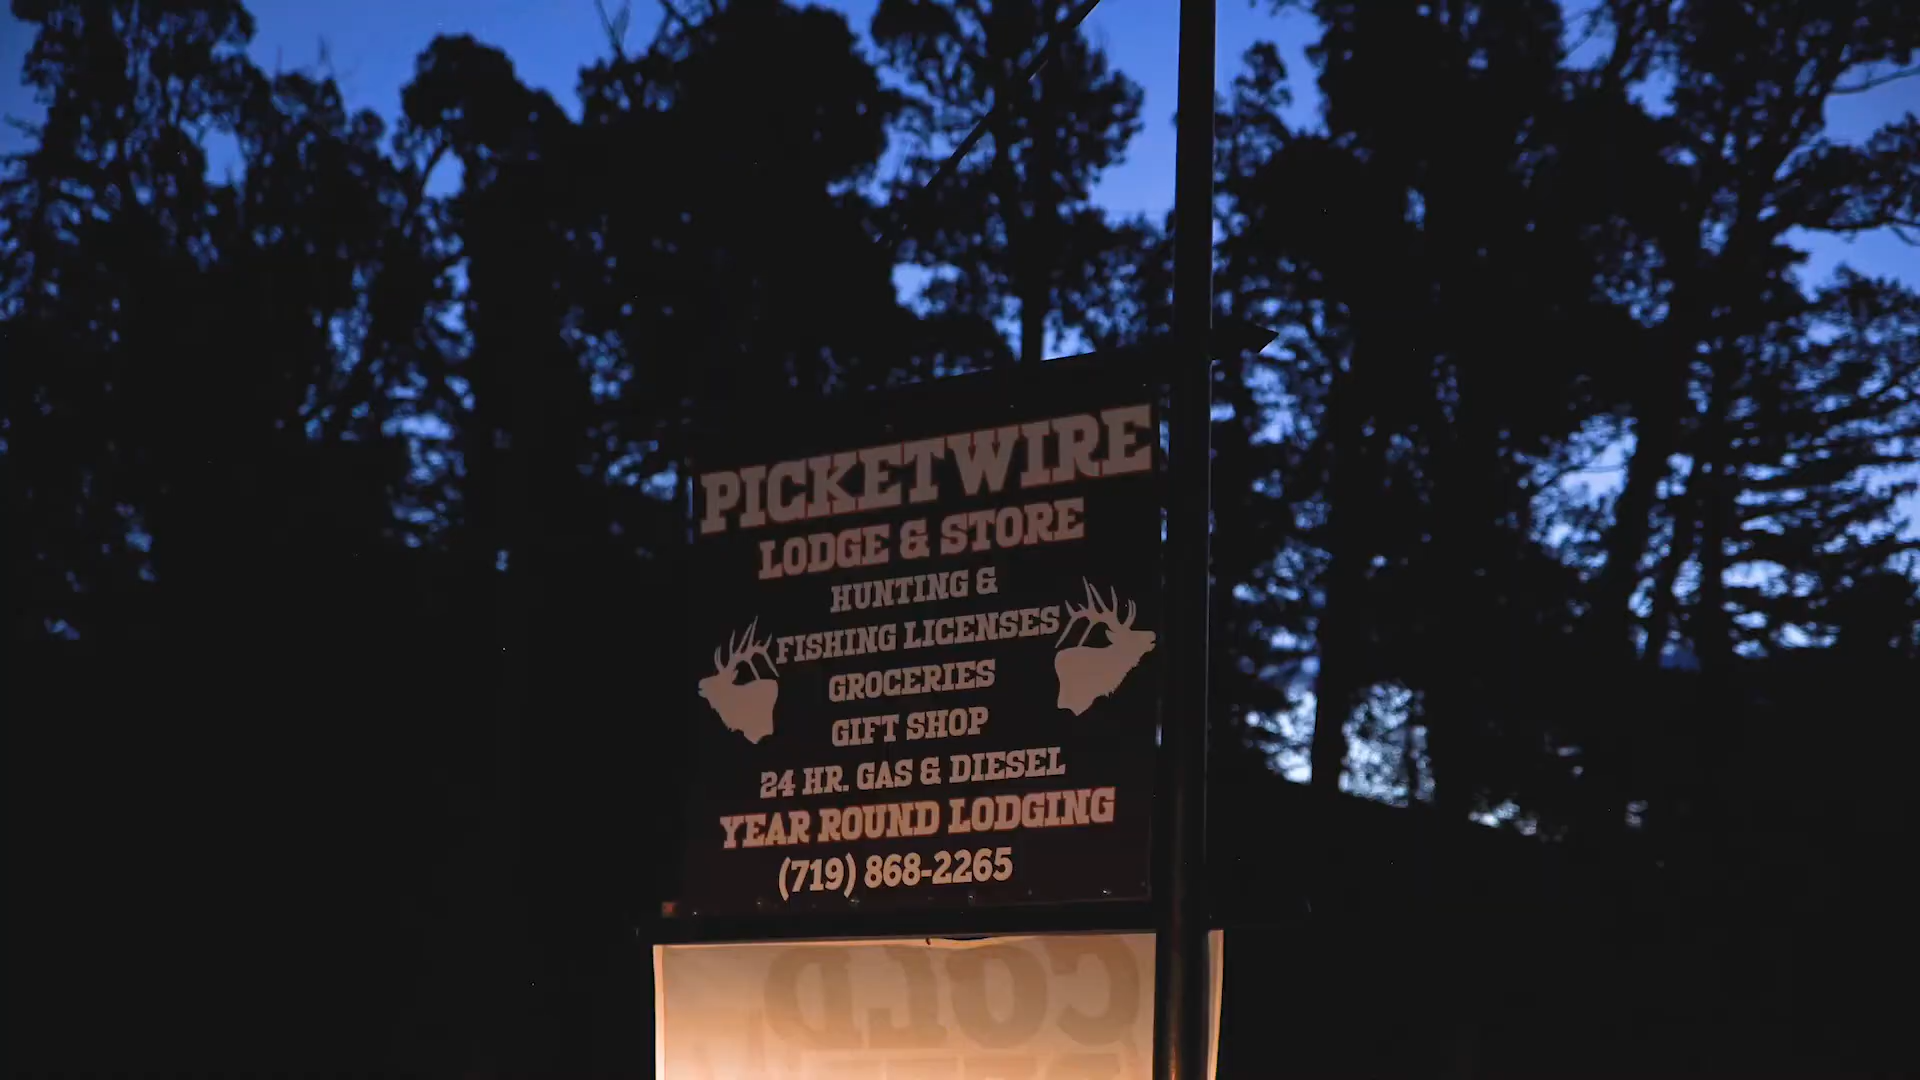 PICKETWIRE
LODGE & STORE
HUNTING &
FISHING LICENSES
GROCERIES
GIFT SHOP
24 HR. GAS & DIESEL
YEAR ROUND LODGING
(719) 868-2265
COLD